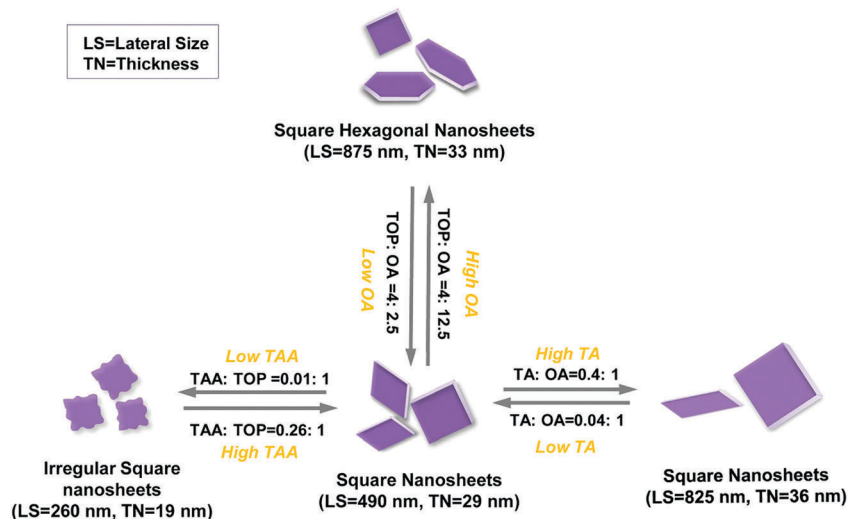 LS=Lateral Size
TN=Thickness
Square Hexagonal Nanosheets
(LS=875 nm, TN=33 nm)
TOP: OA =4: 2.5
Low OA
TOP: OA =4: 12.5
High OA
Low TAA
TAA: TOP =0.01: 1
TAA: TOP=0.26: 1
High TAA
High TA
TA: OA=0.4: 1
TA: OA=0.04: 1
Low TA
Irregular Square
nanosheets
(LS=260 nm, TN=19 nm)
Square Nanosheets
(LS=490 nm, TN=29 nm)
Square Nanosheets
(LS=825 nm, TN=36 nm)